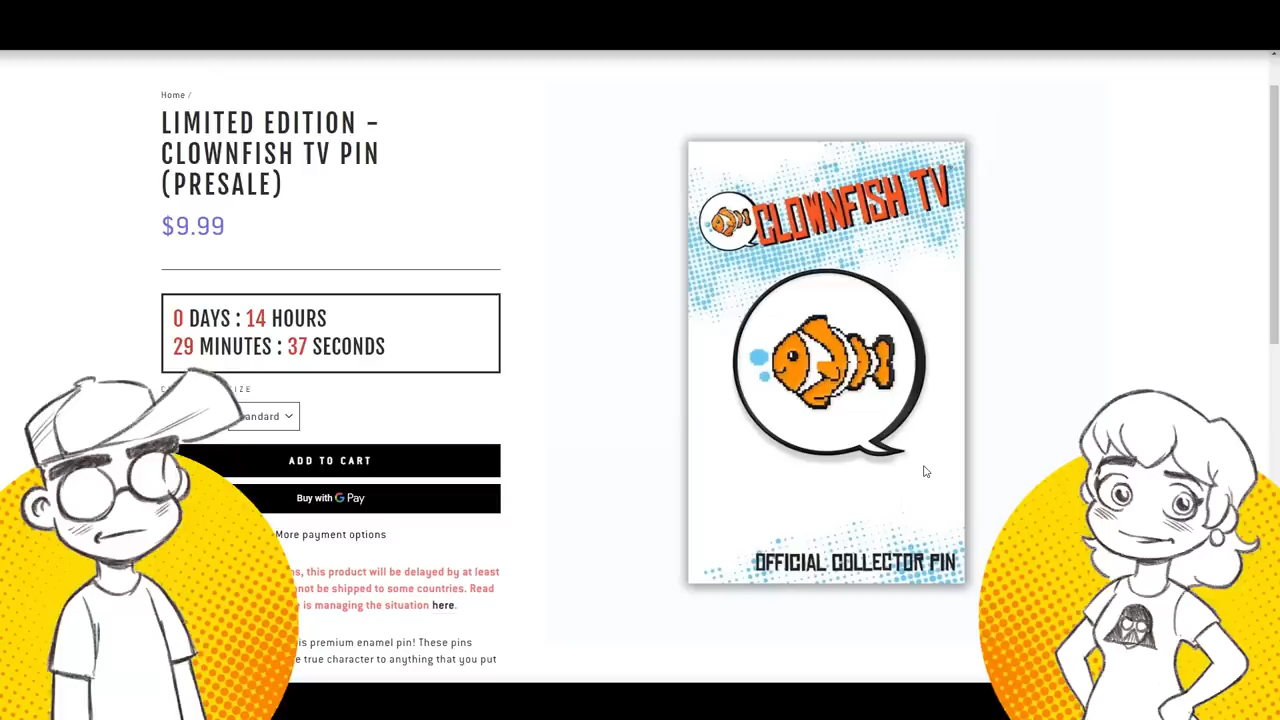 Home /
LIMITED EDITION -
CLOWNFISH TV PIN
(PRESALE)
$9.99
0 DAYS : 14 HOURS
29 MINUTES : 37 SECONDS
IZE
andard
ADD TO CART
Buy with G Pay
More payment options
this product will be delayed by at least
not be shipped to some countries. Read
is managing the situation here.
is premium enamel pin! These pins
true character to anything that you put
CLOWNFISH TV
OFFICIAL COLLECTOR PIN